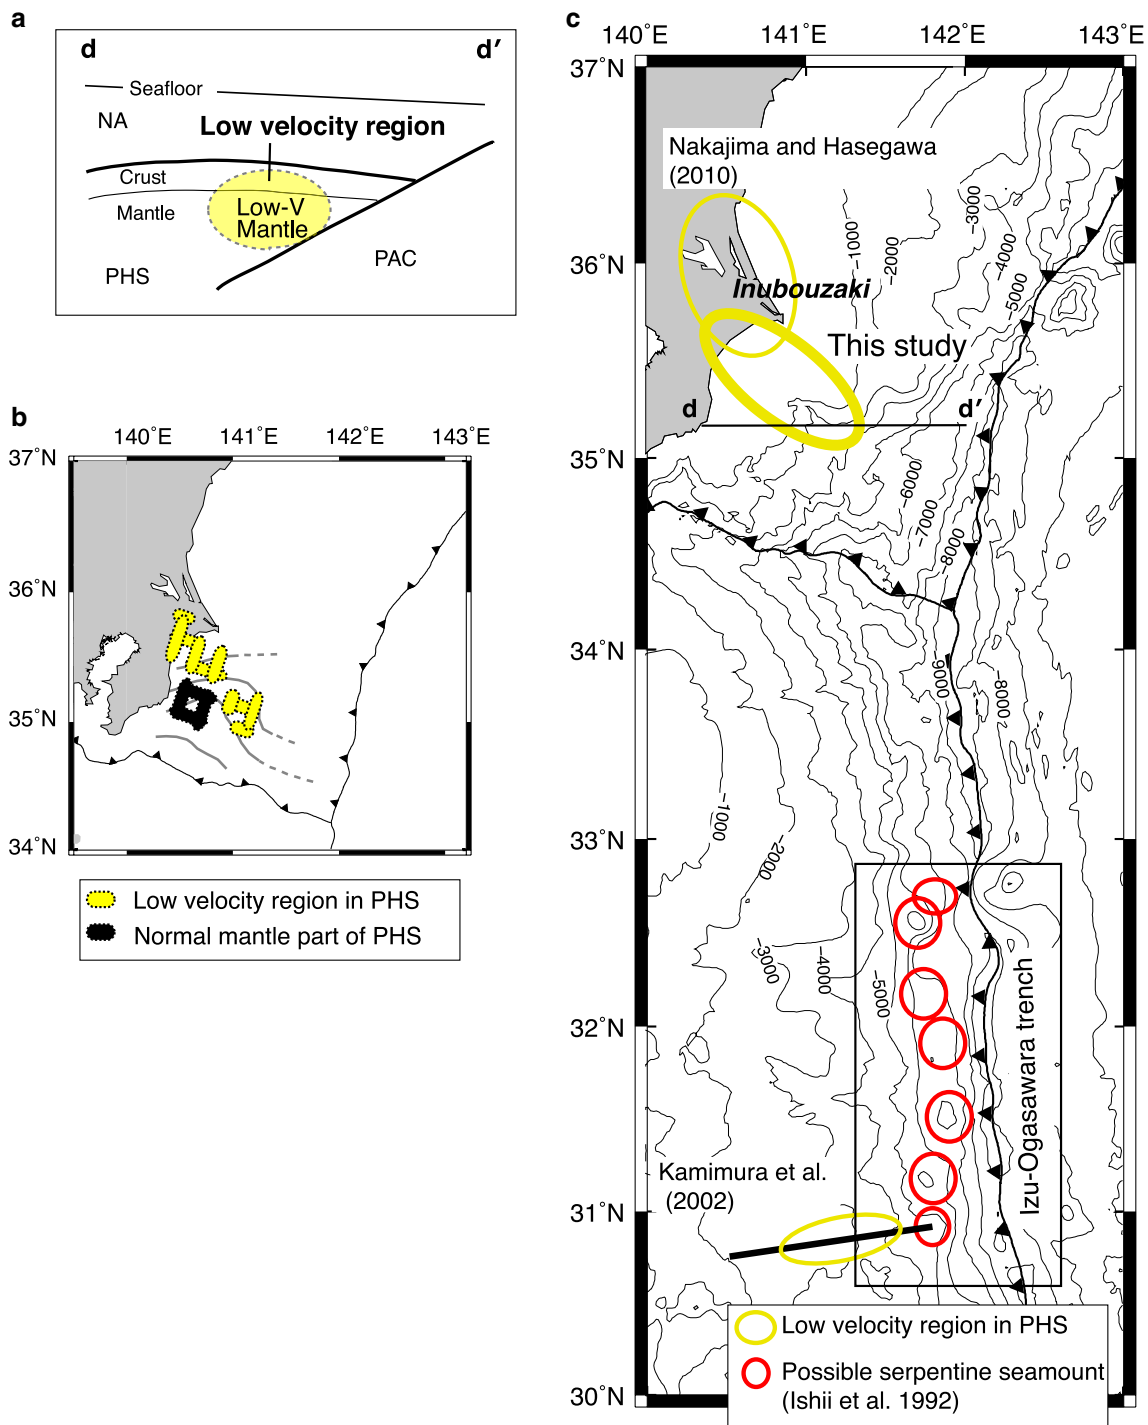 a
d
d′
Seafloor
NA
Low velocity region
Crust
Mantle
Low-V
Mantle
PHS
PAC
b
140˚E
141˚E
142˚E
143˚E
37˚N
36˚N
35˚N
34˚N
Low velocity region in PHS
Normal mantle part of PHS
c
140˚E
141˚E
142˚E
143˚E
37˚N
36˚N
35˚N
34˚N
33˚N
32˚N
31˚N
30˚N
Nakajima and Hasegawa
(2010)
−1000
−2000
−3000
−4000
−5000
Inubouzaki
This study
d
d′
−6000
−7000
−8000
−9000
−8000
−1000
−2000
−3000
−4000
−5000
Izu-Ogasawara trench
Kamimura et al.
(2002)
Low velocity region in PHS
Possible serpentine seamount
(Ishii et al. 1992)